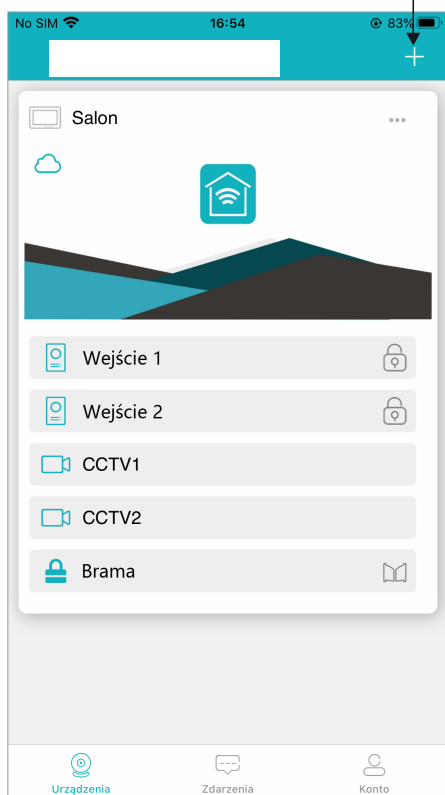 No SIM 16:54 83%
Salon
Wejście 1
Wejście 2
CCTV1
CCTV2
Brama
Urządzenia Zdarzenia Konto